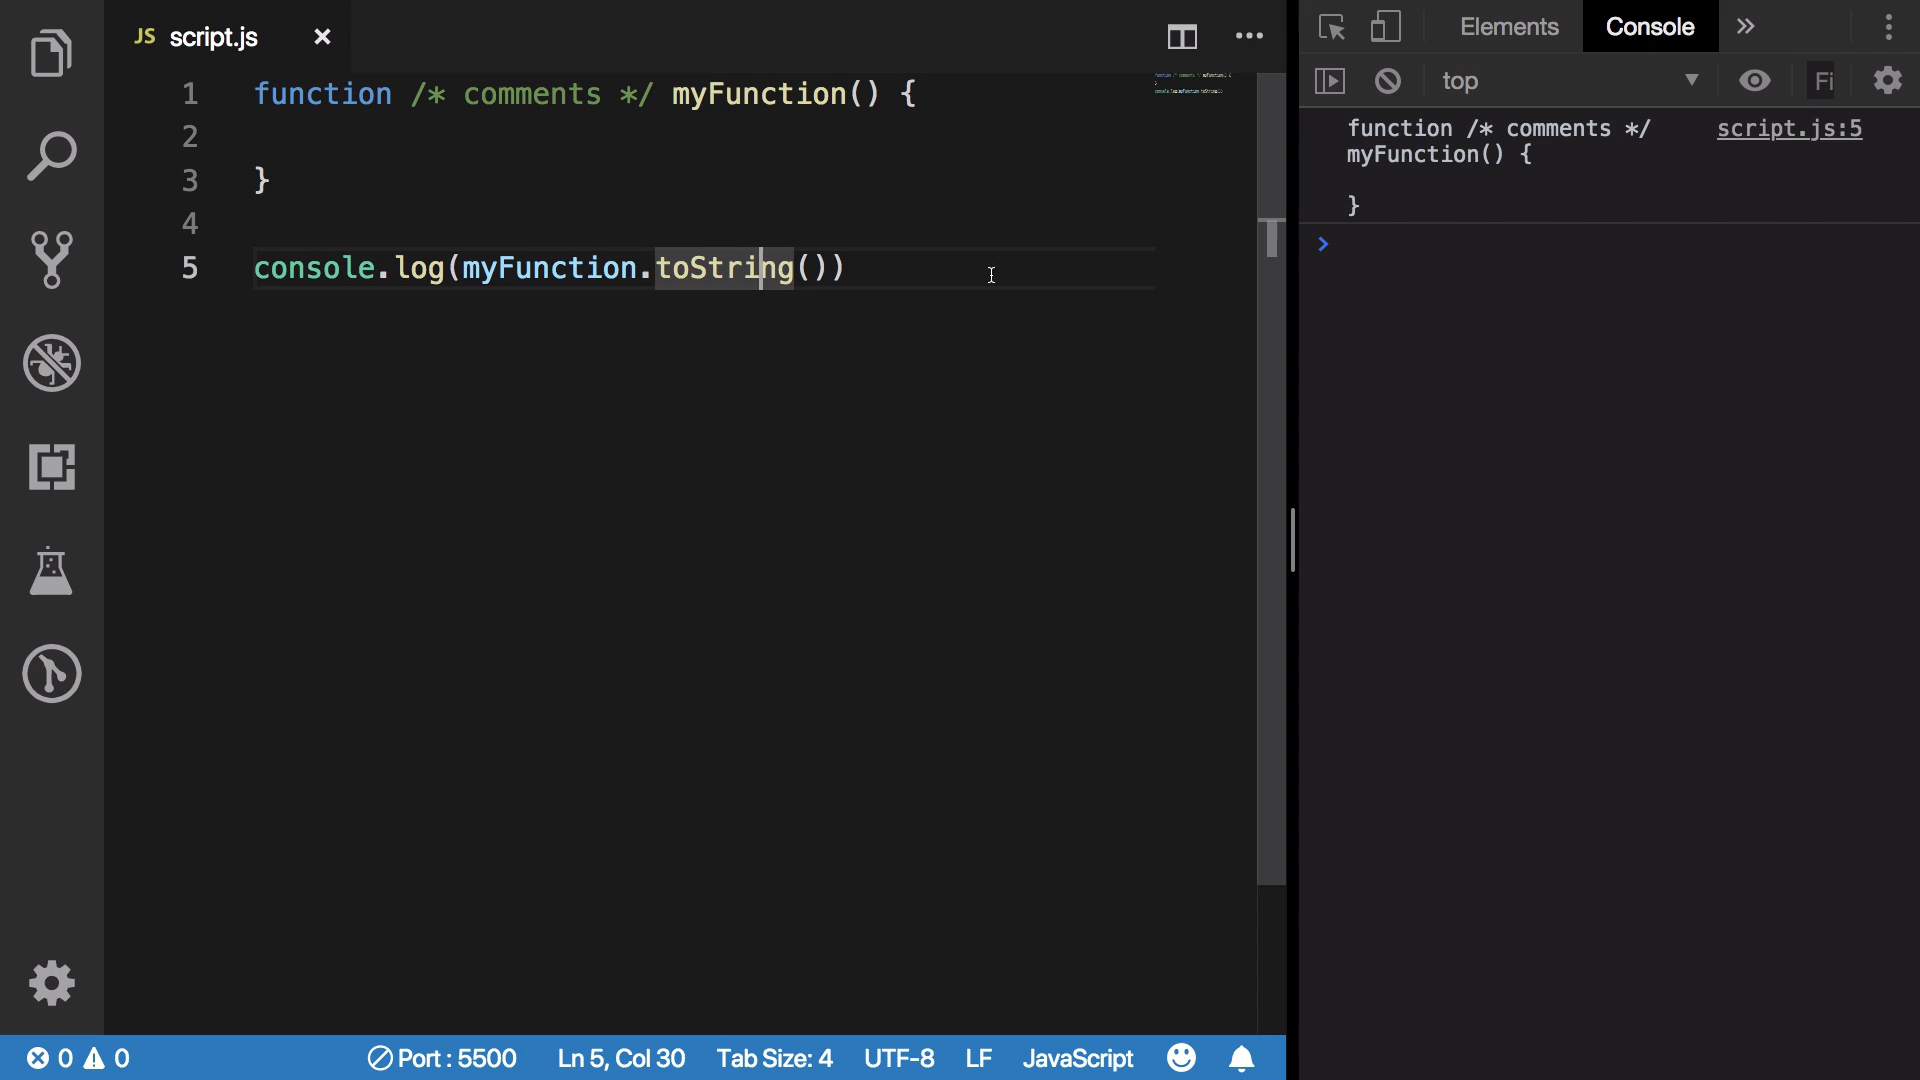 JS script.js
1 function /* comments */ myFunction() {
2
3 }
4
5 console.log(myFunction.toString())
0 0 Port : 5500 Ln 5, Col 30 Tab Size: 4 UTF-8 LF JavaScript
Elements Console
top Fi
function /* comments */ script.js:5
myFunction() {
}